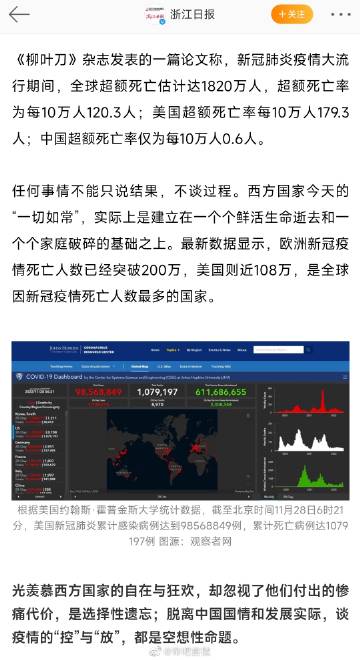 浙江日报
+关注
《柳叶刀》杂志发表的一篇论文称，新冠肺炎疫情大流
行期间，全球超额死亡估计达1820万人，超额死亡率
为每10万人120.3人；美国超额死亡率每10万人179.3
人；中国超额死亡率仅为每10万人0.6人。
任何事情不能只说结果，不谈过程。西方国家今天的
“一切如常”，实际上是建立在一个个鲜活生命逝去和一
个个家庭破碎的基础之上。最新数据显示，欧洲新冠疫
情死亡人数已经突破200万，美国则近108万，是全球
因新冠疫情死亡人数最多的国家。
COVID-19 Dashboard
98,568,849
1,079,197
611,686,655
根据美国约翰斯·霍普金斯大学统计数据，截至北京时间11月28日6时21
分，美国新冠肺炎累计感染病例达到98568849例，累计死亡病例达1079
197例 图源：观察者网
光羡慕西方国家的自在与狂欢，却忽视了他们付出的惨
痛代价，是选择性遗忘；脱离中国国情和发展实际，谈
疫情的“控”与“放”，都是空想性命题。